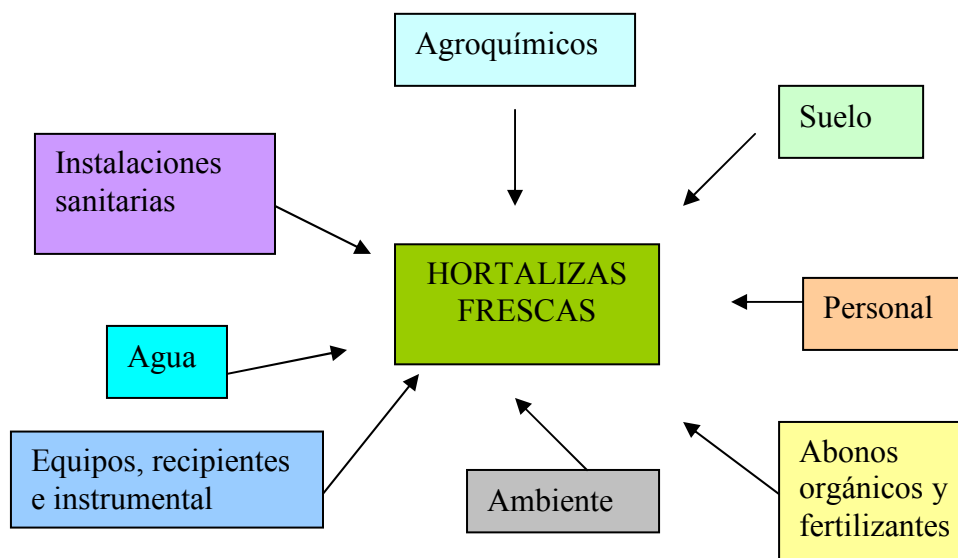 Agroquímicos
Suelo
Instalaciones
sanitarias
HORTALIZAS
FRESCAS
Personal
Agua
Equipos, recipientes
e instrumental
Ambiente
Abonos
orgánicos y
fertilizantes